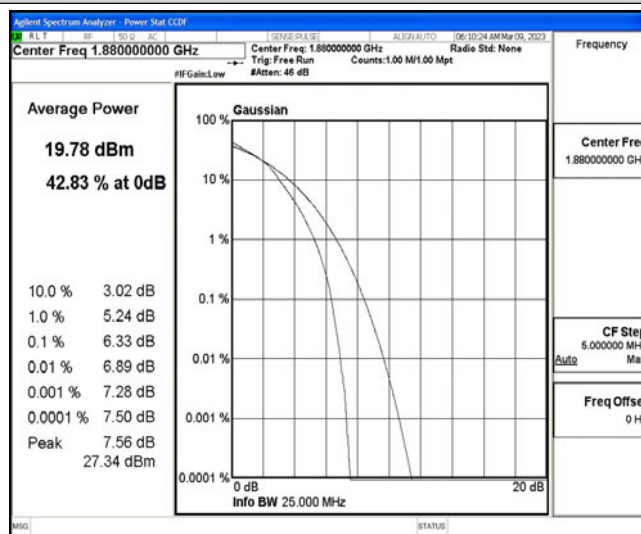 Agilent Spectrum Analyzer - Power Stat CCDF
RLT RF 50 Ω AC SENSE:PULSE ALIGN AUTO 06:10:24 AM Mar 09, 2023
Center Freq 1.880000000 GHz
Center Freq: 1.880000000 GHz Radio Std: None
Trig: Free Run Counts:1.00 M/1.00 Mpt
#IFGain:Low #Atten: 46 dB
Frequency
Average Power
19.78 dBm
42.83 % at 0dB
10.0 % 3.02 dB
1.0 % 5.24 dB
0.1 % 6.33 dB
0.01 % 6.89 dB
0.001 % 7.28 dB
0.0001 % 7.50 dB
Peak 7.56 dB
27.34 dBm
Gaussian
100 %
10 %
1 %
0.1 %
0.01 %
0.001 %
0.0001 %
0 dB 20 dB
Info BW 25.000 MHz
Center Fre
1.880000000 GH
CF Step
5.000000 MH
Auto Ma
Freq Offse
0 H
MSG STATUS